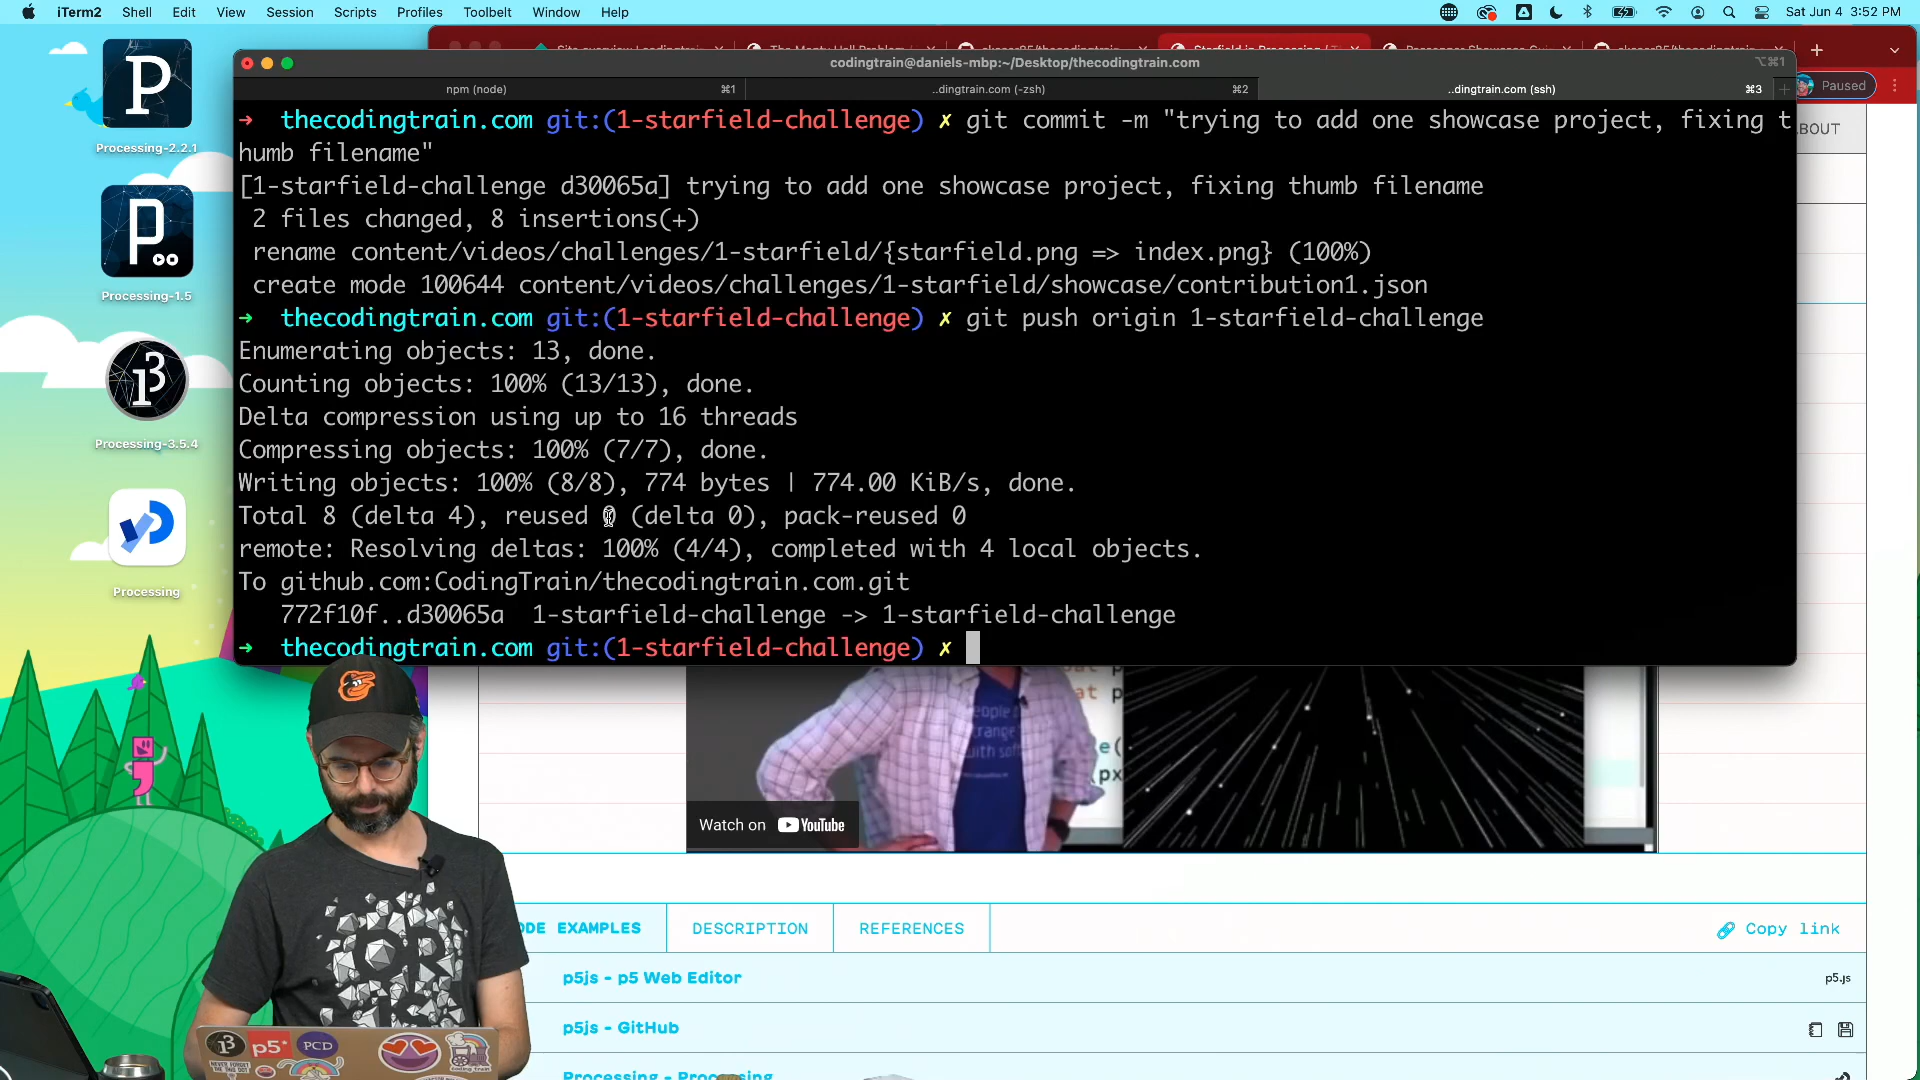 iTerm2 Shell Edit View Session Scripts Profiles Toolbelt Window Help Sat Jun 4 3:52 PM
codingtrain@daniels-mbp:~/Desktop/thecodingtrain.com ⌥⌘1
npm (node) ⌘1 ..dingtrain.com (-zsh) ⌘2 ..dingtrain.com (ssh) ⌘3
Paused
ABOUT
➜ thecodingtrain.com git:(1-starfield-challenge) ✗ git commit -m "trying to add one showcase project, fixing t
humb filename"
[1-starfield-challenge d30065a] trying to add one showcase project, fixing thumb filename
2 files changed, 8 insertions(+)
rename content/videos/challenges/1-starfield/{starfield.png => index.png} (100%)
create mode 100644 content/videos/challenges/1-starfield/showcase/contribution1.json
➜ thecodingtrain.com git:(1-starfield-challenge) ✗ git push origin 1-starfield-challenge
Enumerating objects: 13, done.
Counting objects: 100% (13/13), done.
Delta compression using up to 16 threads
Compressing objects: 100% (7/7), done.
Writing objects: 100% (8/8), 774 bytes | 774.00 KiB/s, done.
Total 8 (delta 4), reused 0 (delta 0), pack-reused 0
remote: Resolving deltas: 100% (4/4), completed with 4 local objects.
To github.com:CodingTrain/thecodingtrain.com.git
772f10f..d30065a 1-starfield-challenge -> 1-starfield-challenge
➜ thecodingtrain.com git:(1-starfield-challenge) ✗
Processing-2.2.1
Processing-1.5
Processing-3.5.4
Processing
Watch on YouTube
ODE EXAMPLES DESCRIPTION REFERENCES Copy link
p5js - p5 Web Editor p5.js
p5js - GitHub
Processing - Processing
p5*
PCD